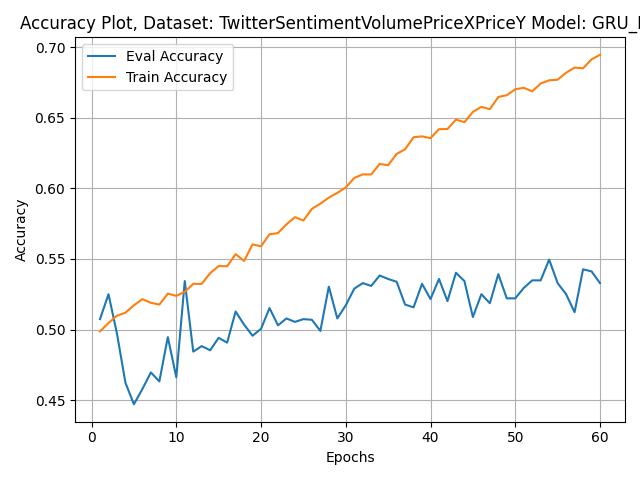 Accuracy Plot, Dataset: TwitterSentimentVolumePriceXPriceY Model: GRU_
Eval Accuracy
Train Accuracy
Accuracy
0.70
0.65
0.60
0.55
0.50
0.45
0 10 20 30 40 50 60
Epochs